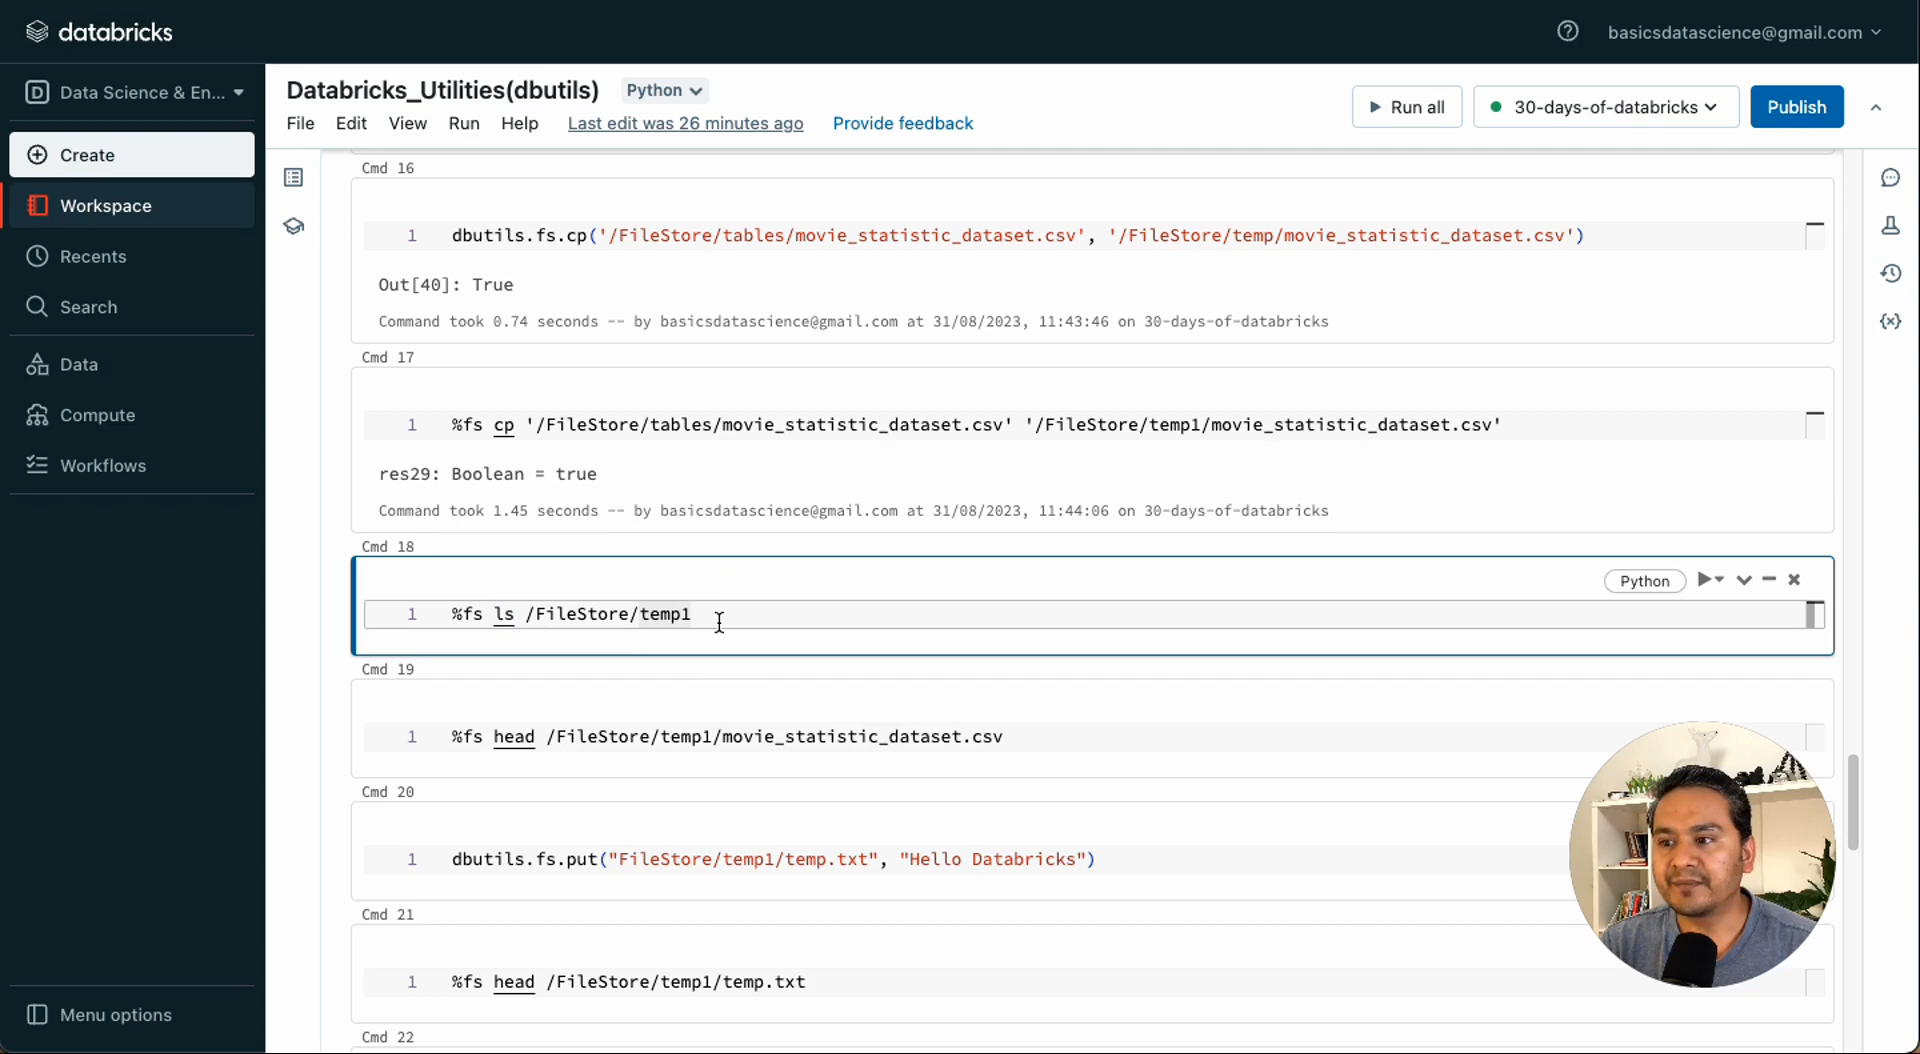 databricks
basicsdatascience@gmail.com
Data Science & En...
Create
Workspace
Recents
Search
Data
Compute
Workflows
Menu options
Databricks_Utilities(dbutils) Python
File Edit View Run Help Last edit was 26 minutes ago Provide feedback
Run all
30-days-of-databricks
Publish
Cmd 16
1 dbutils.fs.cp('/FileStore/tables/movie_statistic_dataset.csv', '/FileStore/temp/movie_statistic_dataset.csv')
Out[40]: True
Command took 0.74 seconds -- by basicsdatascience@gmail.com at 31/08/2023, 11:43:46 on 30-days-of-databricks
Cmd 17
1 %fs cp '/FileStore/tables/movie_statistic_dataset.csv' '/FileStore/temp1/movie_statistic_dataset.csv'
res29: Boolean = true
Command took 1.45 seconds -- by basicsdatascience@gmail.com at 31/08/2023, 11:44:06 on 30-days-of-databricks
Cmd 18
Python
1 %fs ls /FileStore/temp1
Cmd 19
1 %fs head /FileStore/temp1/movie_statistic_dataset.csv
Cmd 20
1 dbutils.fs.put("FileStore/temp1/temp.txt", "Hello Databricks")
Cmd 21
1 %fs head /FileStore/temp1/temp.txt
Cmd 22